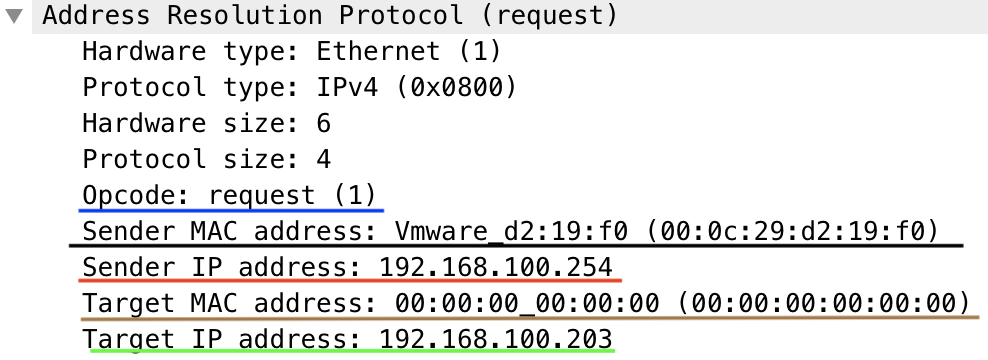 Address Resolution Protocol (request)
Hardware type: Ethernet (1)
Protocol type: IPv4 (0x0800)
Hardware size: 6
Protocol size: 4
Opcode: request (1)
Sender MAC address: Vmware_d2:19:f0 (00:0c:29:d2:19:f0)
Sender IP address: 192.168.100.254
Target MAC address: 00:00:00_00:00:00 (00:00:00:00:00:00)
Target IP address: 192.168.100.203